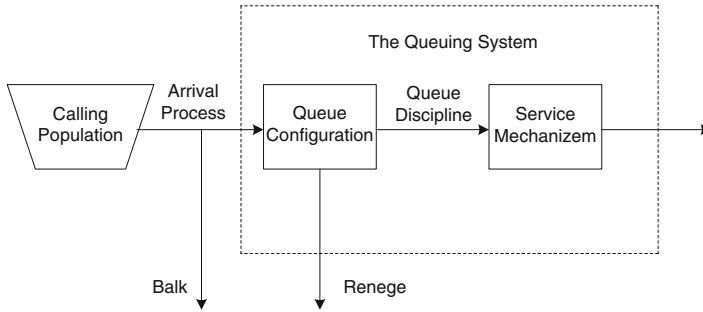 The Queuing System
Calling
Population
Arrival
Process
Queue
Configuration
Queue
Discipline
Service
Mechanizem
Balk
Renege